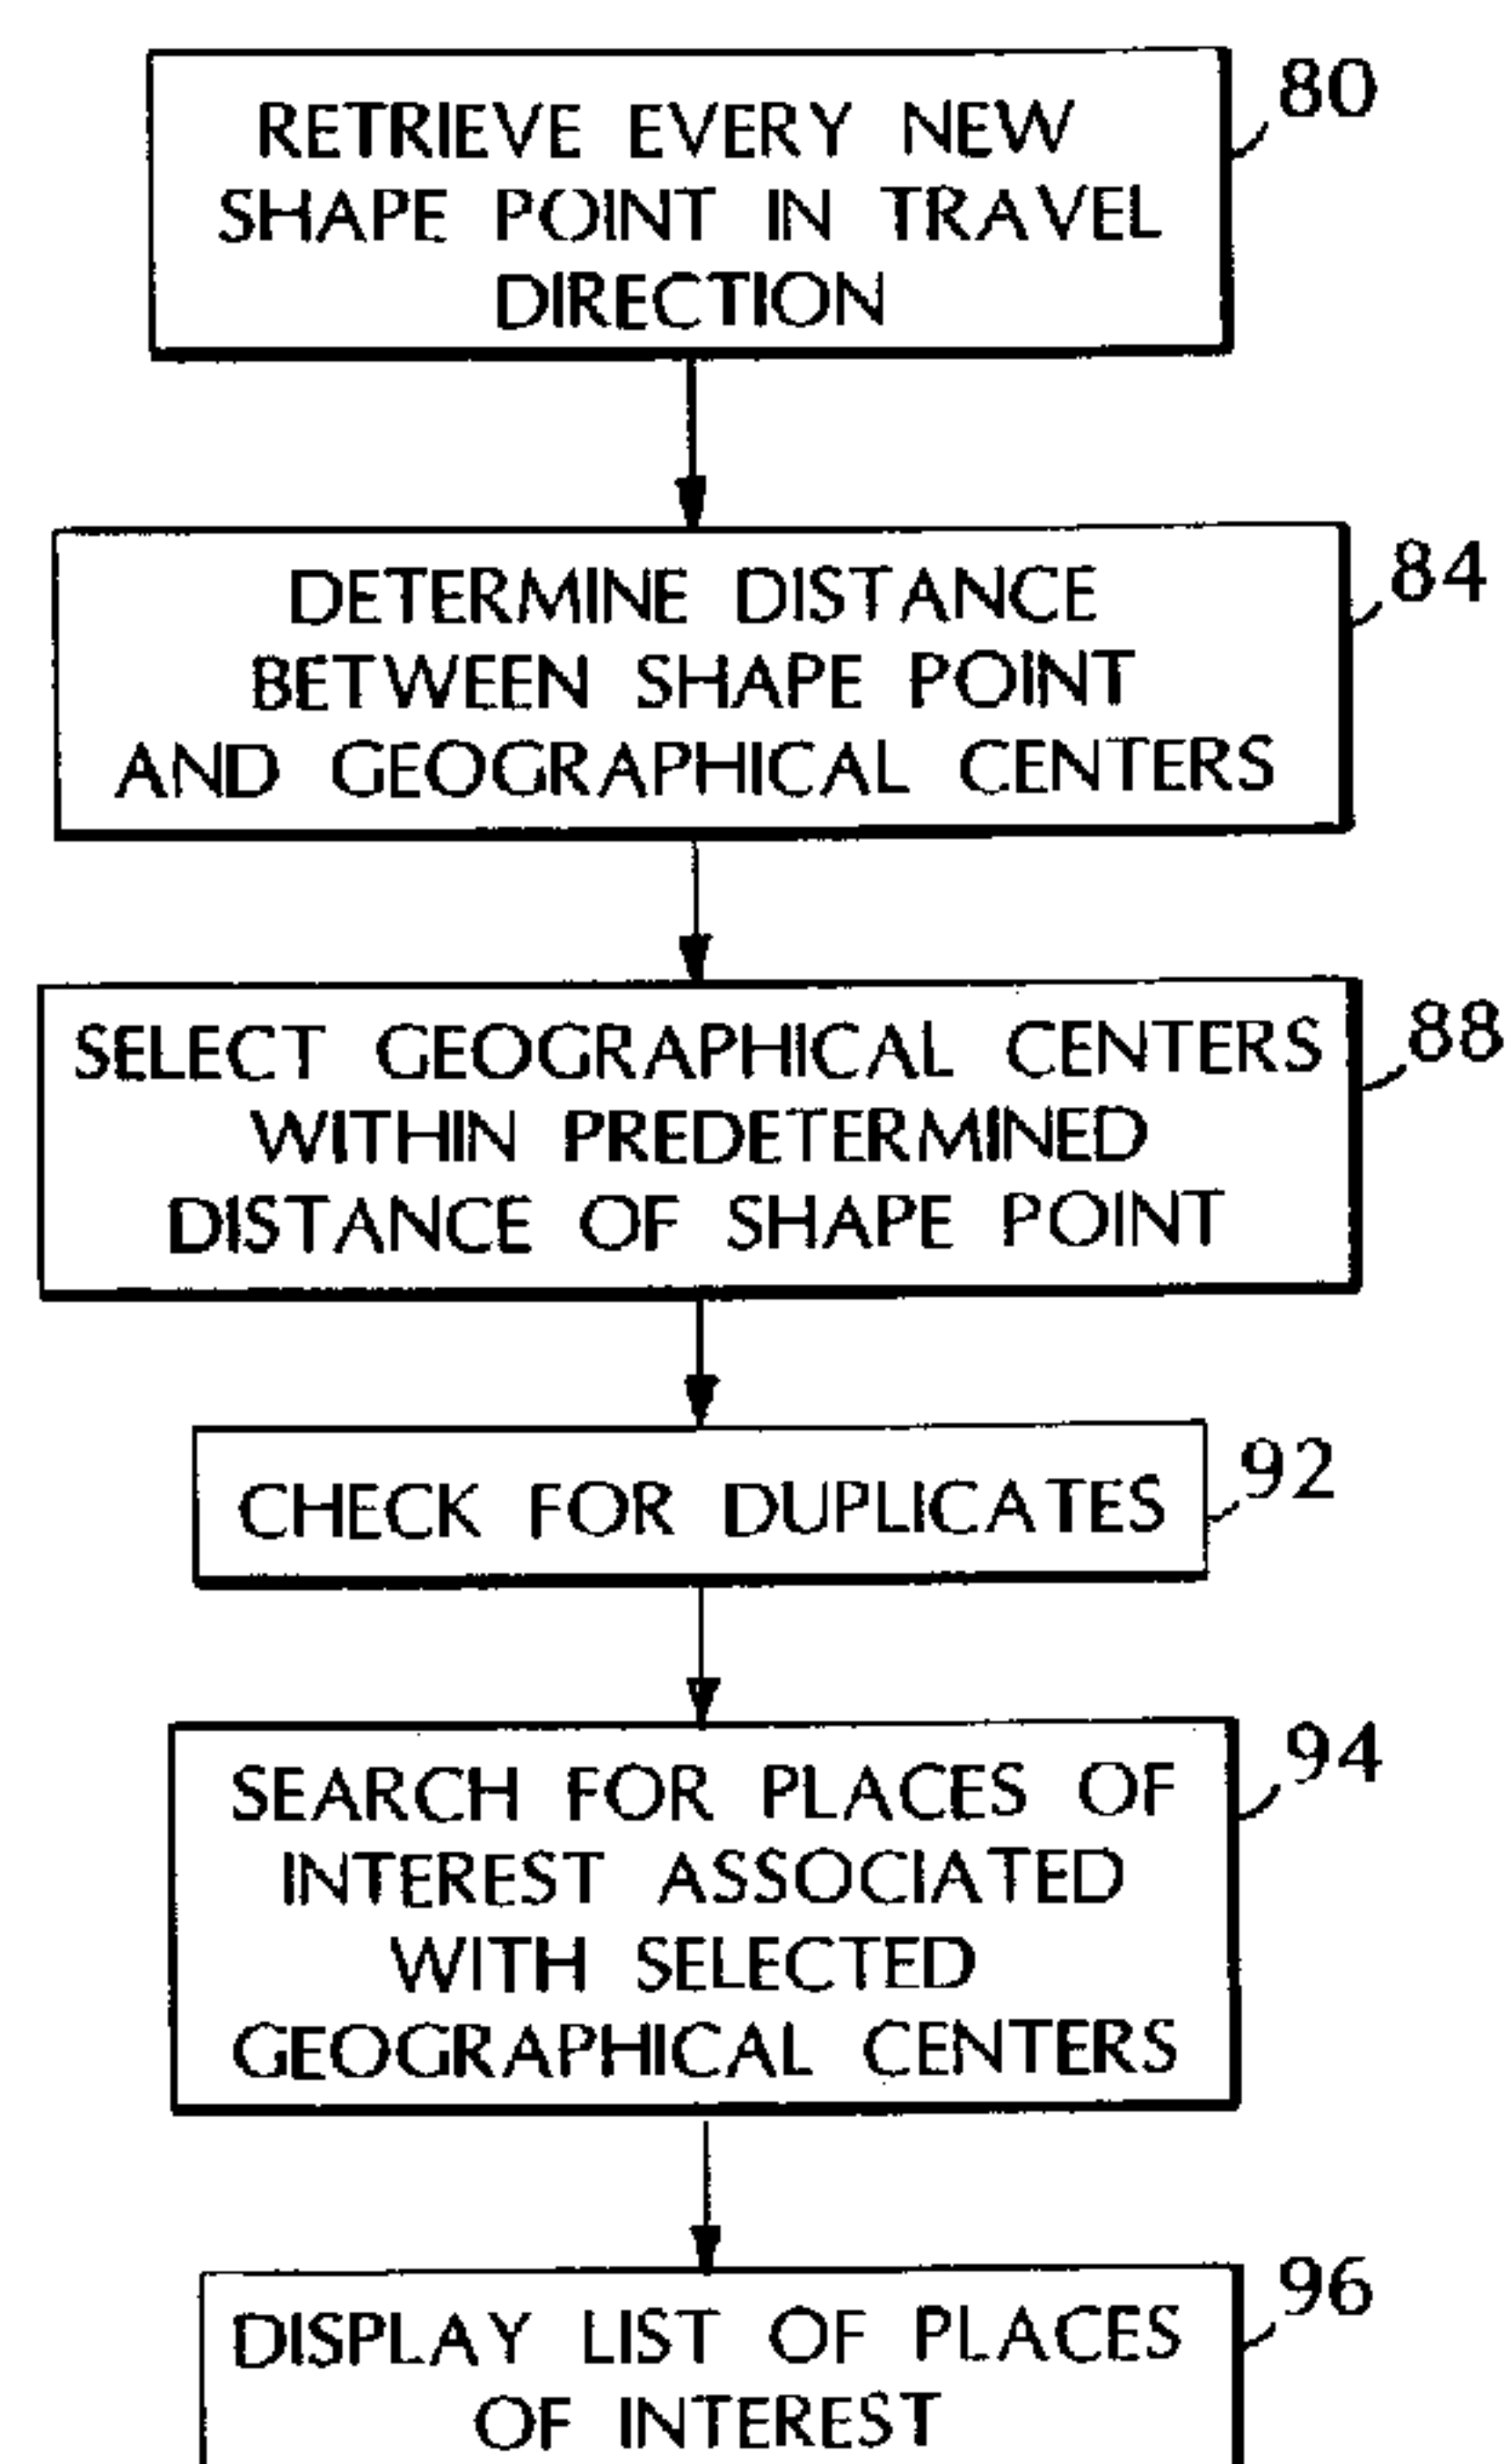 RETRIEVE EVERY NEW
SHAPE POINT IN TRAVEL
DIRECTION
80
DETERMINE DISTANCE
BETWEEN SHAPE POINT
AND GEOGRAPHICAL CENTERS
84
SELECT GEOGRAPHICAL CENTERS
WITHIN PREDETERMINED
DISTANCE OF SHAPE POINT
88
CHECK FOR DUPLICATES
92
SEARCH FOR PLACES OF
INTEREST ASSOCIATED
WITH SELECTED
GEOGRAPHICAL CENTERS
94
DISPLAY LIST OF PLACES
OF INTEREST
96